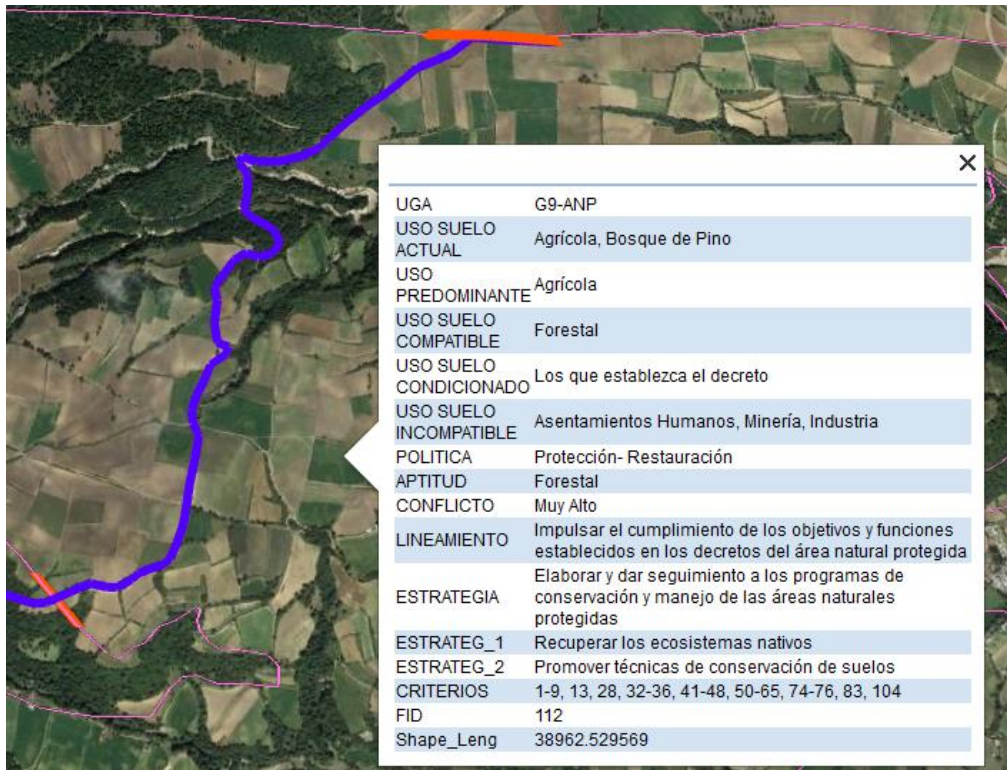 UGA G9-ANP
USO SUELO
ACTUAL Agrícola, Bosque de Pino
USO
PREDOMINANTE Agrícola
USO SUELO
COMPATIBLE Forestal
USO SUELO
CONDICIONADO Los que establezca el decreto
USO SUELO
INCOMPATIBLE Asentamientos Humanos, Minería, Industria
POLITICA Protección- Restauración
APTITUD Forestal
CONFLICTO Muy Alto
LINEAMIENTO Impulsar el cumplimiento de los objetivos y funciones
establecidos en los decretos del área natural protegida
ESTRATEGIA Elaborar y dar seguimiento a los programas de
conservación y manejo de las áreas naturales
protegidas
ESTRATEG_1 Recuperar los ecosistemas nativos
ESTRATEG_2 Promover técnicas de conservación de suelos
CRITERIOS 1-9, 13, 28, 32-36, 41-48, 50-65, 74-76, 83, 104
FID 112
Shape_Leng 38962.529569